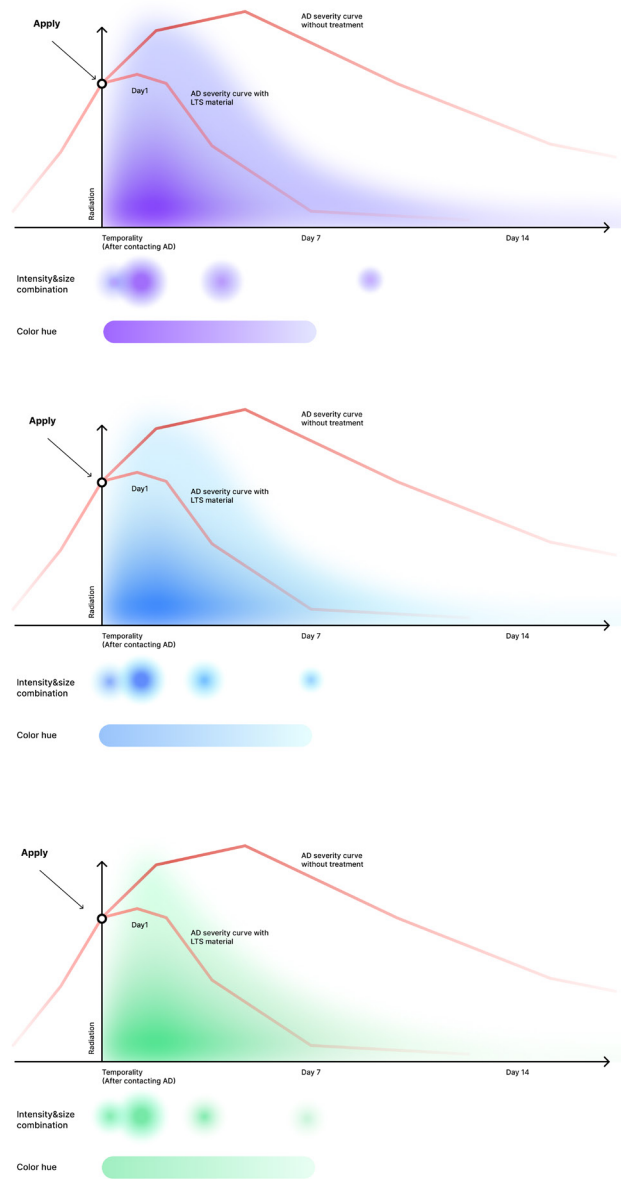 AD severity curve
without treatment
Apply
Day1
AD severity curve with
LTS material
Radiation
Temporality
(After contacting AD)
Day 7
Day 14
Intensity&size
combination
Color hue
AD severity curve
without treatment
Apply
Day1
AD severity curve with
LTS material
Radiation
Temporality
(After contacting AD)
Day 7
Day 14
Intensity&size
combination
Color hue
Apply
AD severity curve
without treatment
Day1
AD severity curve with
LTS material
Radiation
Temporality
(After contacting AD)
Day 7
Day 14
Intensity&size
combination
Color hue